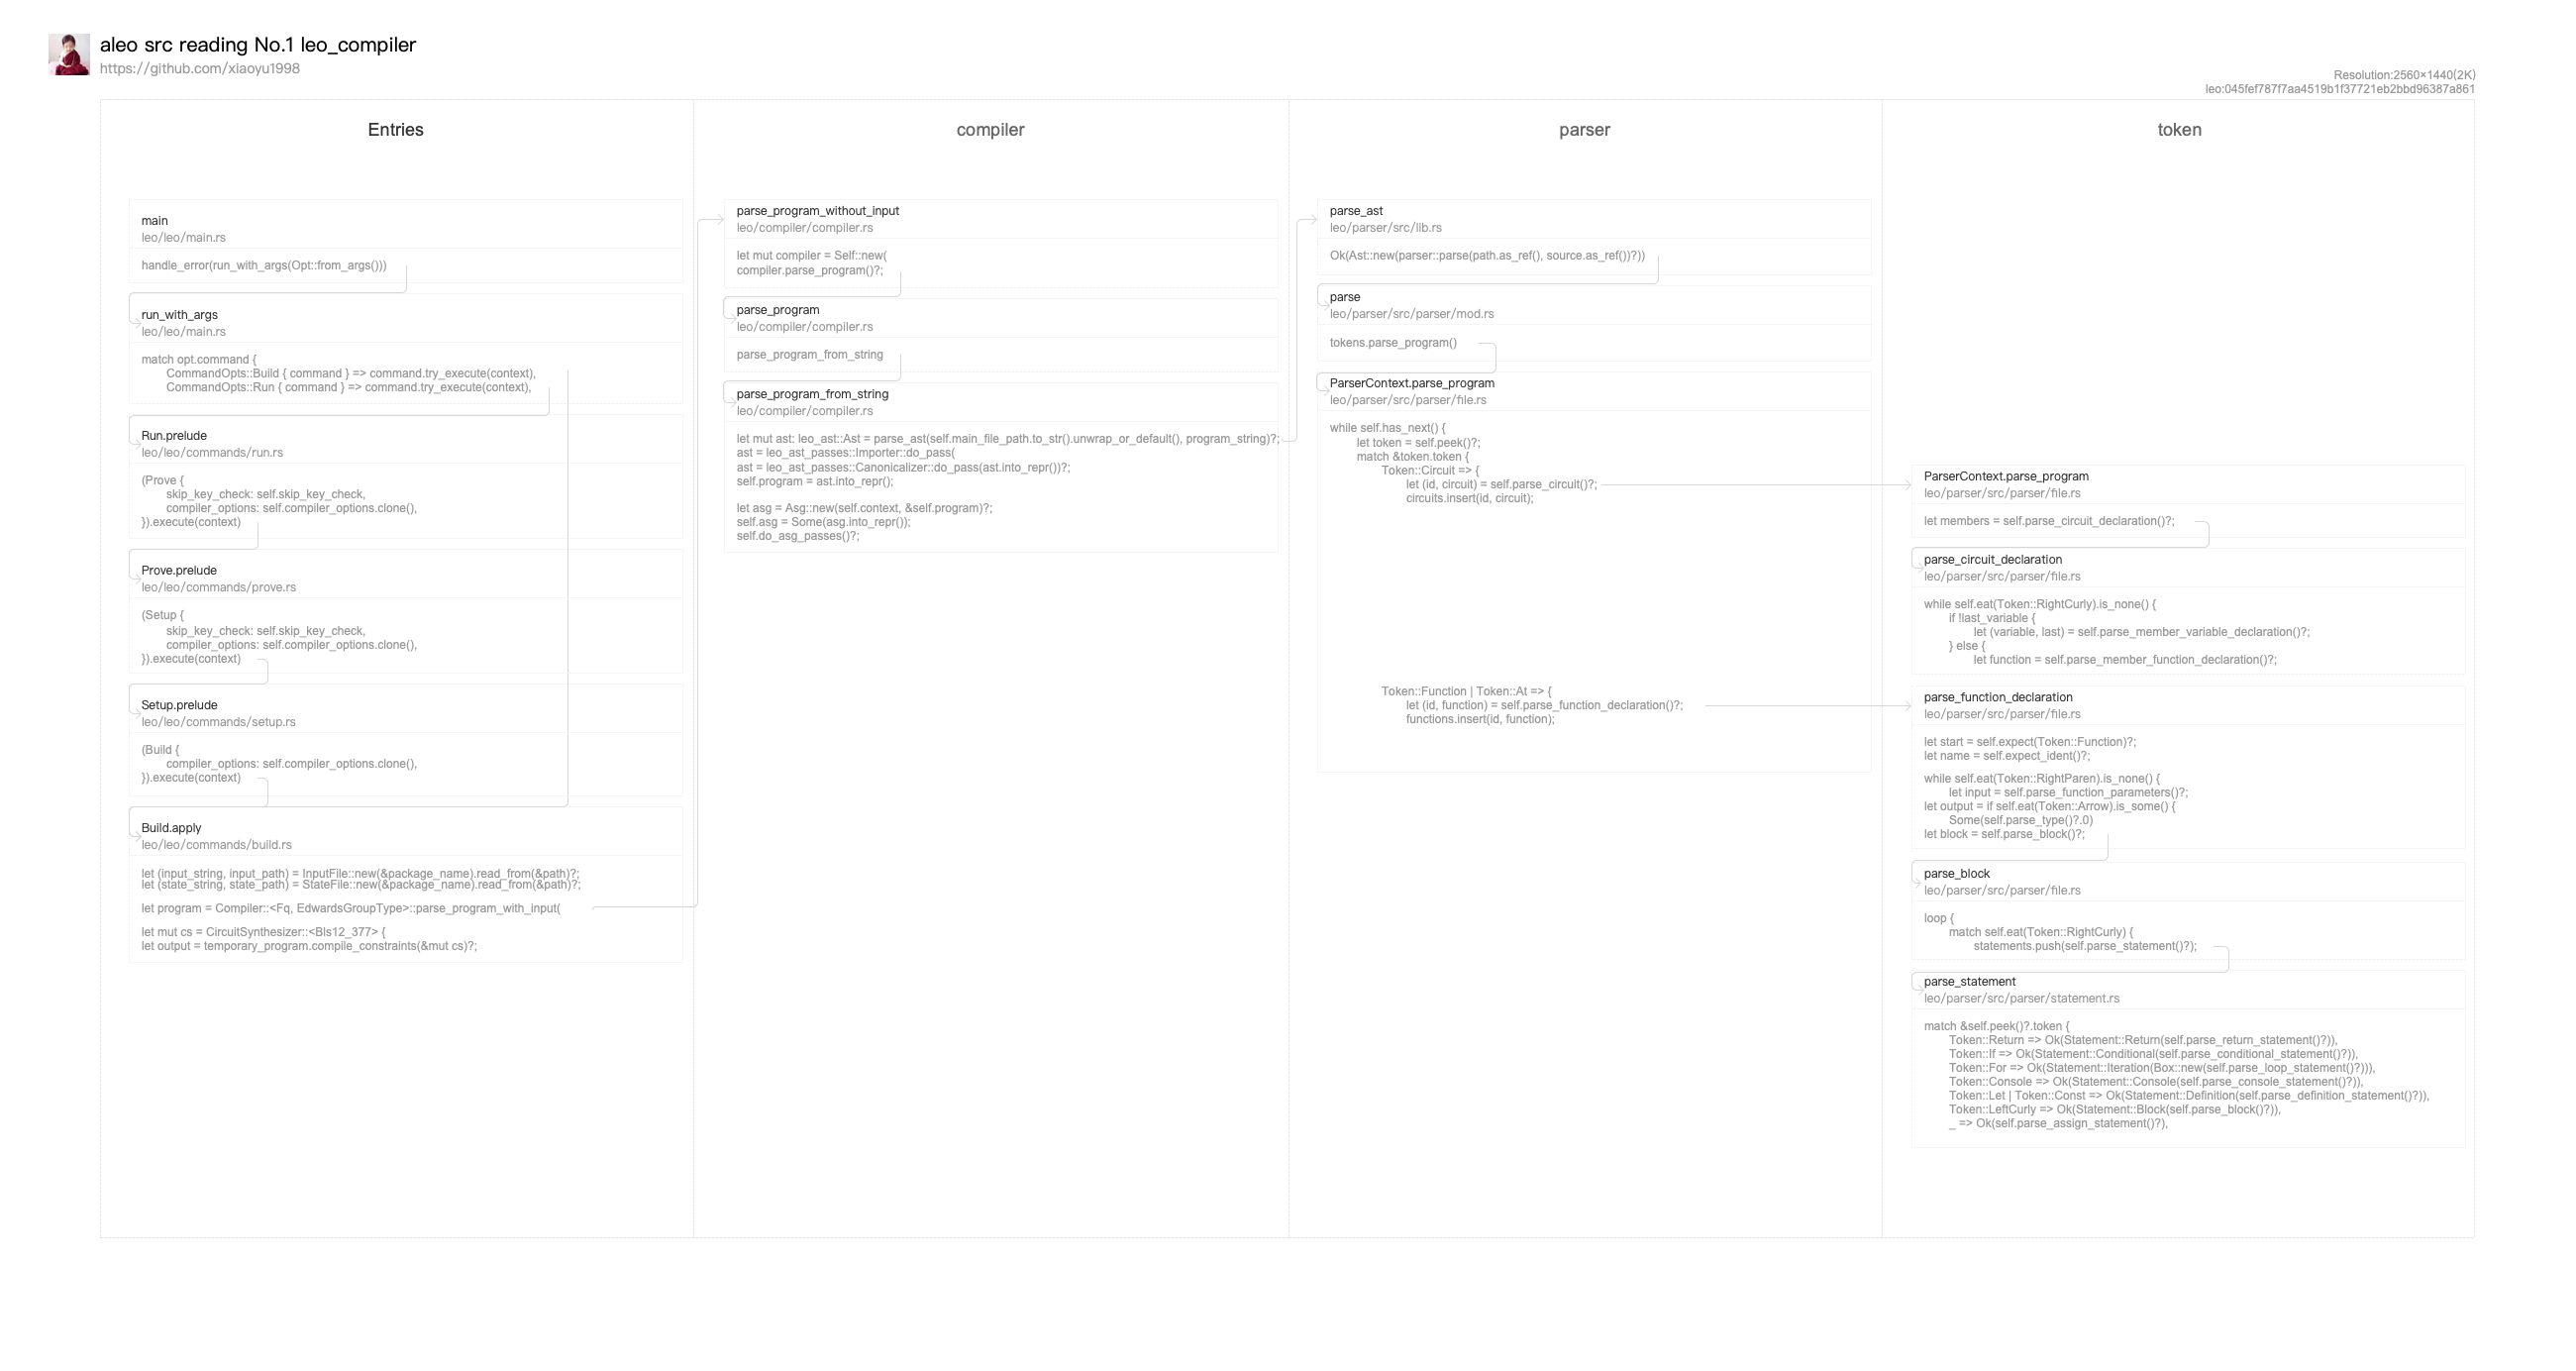 aleo src reading No.1 leo_compiler
https://github.com/xiaoyu1998
Resolution:2560×1440(2K)
leo:045fef787f7aa4519b1f37721eb2bbd96387a861
Entries
main
leo/leo/main.rs
handle_error(run_with_args(Opt::from_args()))
run_with_args
leo/leo/main.rs
match opt.command {
CommandOpts::Build { command } => command.try_execute(context),
CommandOpts::Run { command } => command.try_execute(context),
Run.prelude
leo/leo/commands/run.rs
(Prove {
skip_key_check: self.skip_key_check,
compiler_options: self.compiler_options.clone(),
}).execute(context)
Prove.prelude
leo/leo/commands/prove.rs
(Setup {
skip_key_check: self.skip_key_check,
compiler_options: self.compiler_options.clone(),
}).execute(context)
Setup.prelude
leo/leo/commands/setup.rs
(Build {
compiler_options: self.compiler_options.clone(),
}).execute(context)
Build.apply
leo/leo/commands/build.rs
let (input_string, input_path) = InputFile::new(&package_name).read_from(&path)?;
let (state_string, state_path) = StateFile::new(&package_name).read_from(&path)?;
let program = Compiler::<Fq, EdwardsGroupType>::parse_program_with_input(
let mut cs = CircuitSynthesizer::<Bls12_377> {
let output = temporary_program.compile_constraints(&mut cs)?;
compiler
parse_program_without_input
leo/compiler/compiler.rs
let mut compiler = Self::new(
compiler.parse_program()?;
parse_program
leo/compiler/compiler.rs
parse_program_from_string
parse_program_from_string
leo/compiler/compiler.rs
let mut ast: leo_ast::Ast = parse_ast(self.main_file_path.to_str().unwrap_or_default(), program_string)?;
ast = leo_ast_passes::Importer::do_pass(
ast = leo_ast_passes::Canonicalizer::do_pass(ast.into_repr())?;
self.program = ast.into_repr();
let asg = Asg::new(self.context, &self.program)?;
self.asg = Some(asg.into_repr());
self.do_asg_passes()?;
parser
parse_ast
leo/parser/src/lib.rs
Ok(Ast::new(parser::parse(path.as_ref(), source.as_ref())?))
parse
leo/parser/src/parser/mod.rs
tokens.parse_program()
ParserContext.parse_program
leo/parser/src/parser/file.rs
while self.has_next() {
let token = self.peek()?;
match &token.token {
Token::Circuit => {
let (id, circuit) = self.parse_circuit()?;
circuits.insert(id, circuit);
Token::Function | Token::At => {
let (id, function) = self.parse_function_declaration()?;
functions.insert(id, function);
token
ParserContext.parse_program
leo/parser/src/parser/file.rs
let members = self.parse_circuit_declaration()?;
parse_circuit_declaration
leo/parser/src/parser/file.rs
while self.eat(Token::RightCurly).is_none() {
if !last_variable {
let (variable, last) = self.parse_member_variable_declaration()?;
} else {
let function = self.parse_member_function_declaration()?;
parse_function_declaration
leo/parser/src/parser/file.rs
let start = self.expect(Token::Function)?;
let name = self.expect_ident()?;
while self.eat(Token::RightParen).is_none() {
let input = self.parse_function_parameters()?;
let output = if self.eat(Token::Arrow).is_some() {
Some(self.parse_type()?.0)
let block = self.parse_block()?;
parse_block
leo/parser/src/parser/file.rs
loop {
match self.eat(Token::RightCurly) {
statements.push(self.parse_statement()?);
parse_statement
leo/parser/src/parser/statement.rs
match &self.peek()?.token {
Token::Return => Ok(Statement::Return(self.parse_return_statement()?)),
Token::If => Ok(Statement::Conditional(self.parse_conditional_statement()?)),
Token::For => Ok(Statement::Iteration(Box::new(self.parse_loop_statement()?))),
Token::Console => Ok(Statement::Console(self.parse_console_statement()?)),
Token::Let | Token::Const => Ok(Statement::Definition(self.parse_definition_statement()?)),
Token::LeftCurly => Ok(Statement::Block(self.parse_block()?)),
_ => Ok(self.parse_assign_statement()?),